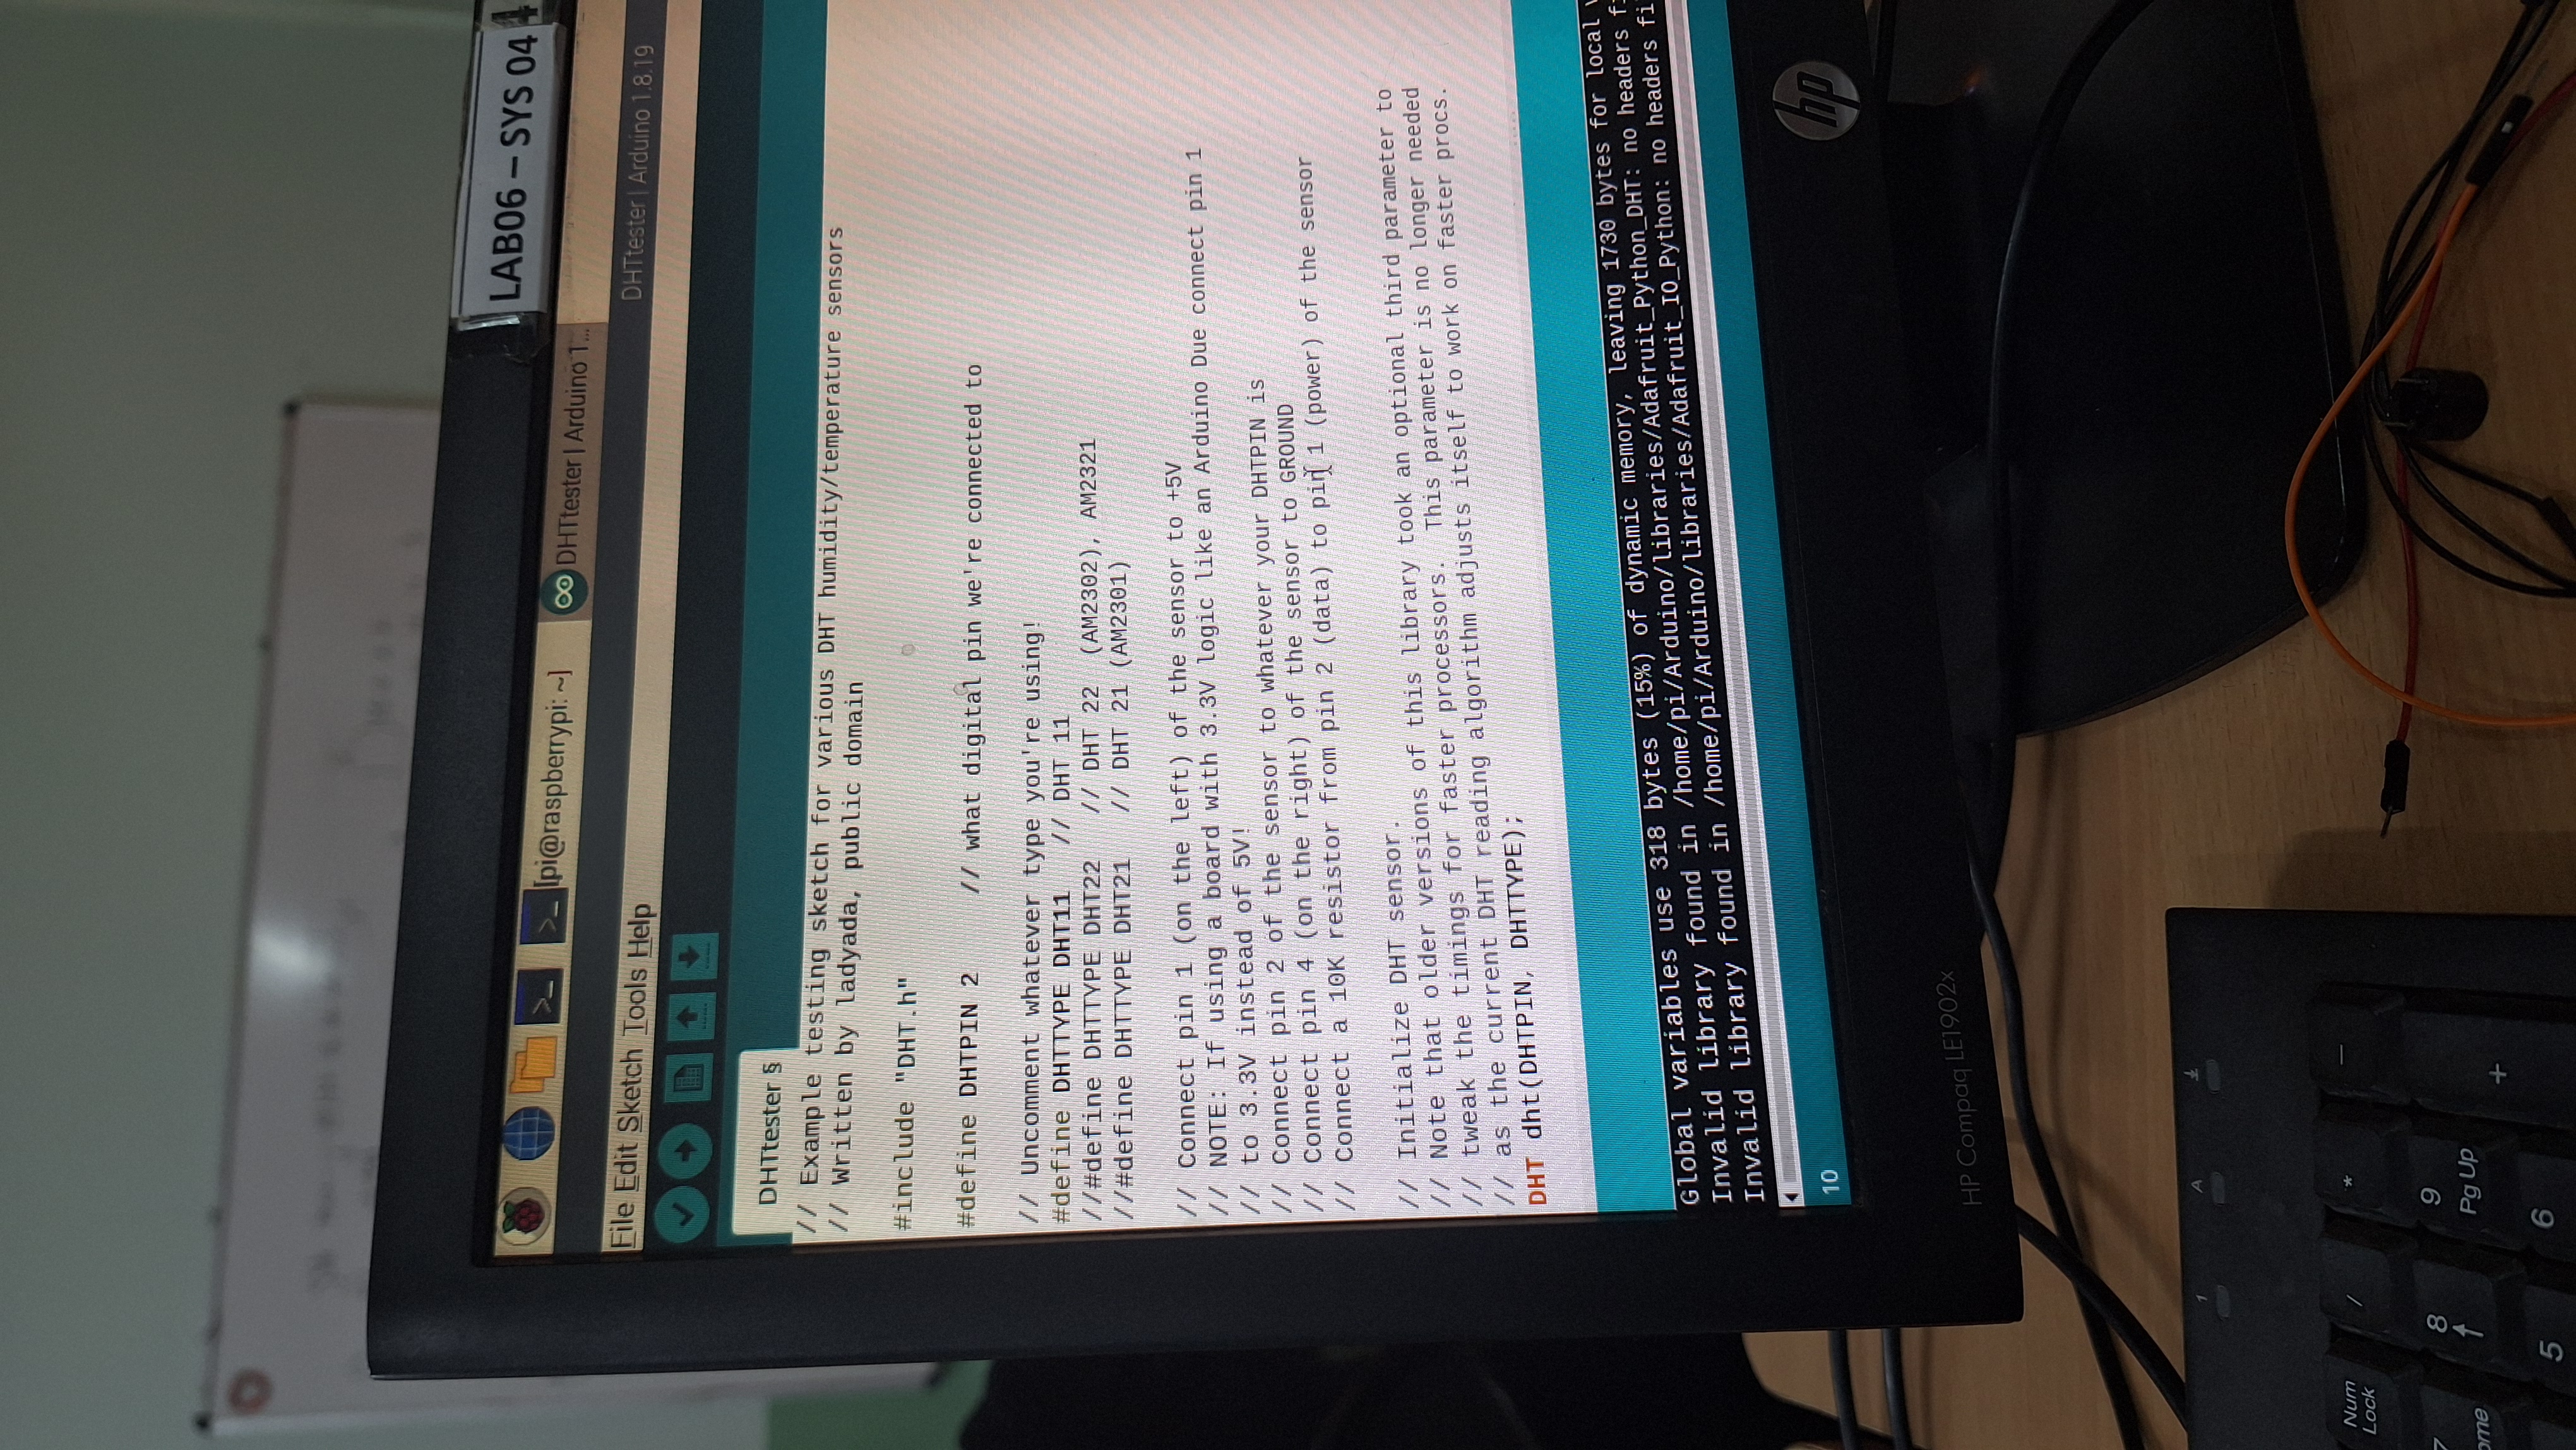 LAB06 – SYS 04
[pi@raspberrypi: ~]
DHTtester | Arduino 1...
DHTtester | Arduino 1.8.19
File Edit Sketch Tools Help
DHTtester §
// Example testing sketch for various DHT humidity/temperature sensors
// Written by ladyada, public domain
#include "DHT.h"
#define DHTPIN 2     // what digital pin we're connected to
// Uncomment whatever type you're using!
#define DHTTYPE DHT11   // DHT 11
//#define DHTTYPE DHT22   // DHT 22  (AM2302), AM2321
//#define DHTTYPE DHT21   // DHT 21 (AM2301)
// Connect pin 1 (on the left) of the sensor to +5V
// NOTE: If using a board with 3.3V logic like an Arduino Due connect pin 1
// to 3.3V instead of 5V!
// Connect pin 2 of the sensor to whatever your DHTPIN is
// Connect pin 4 (on the right) of the sensor to GROUND
// Connect a 10K resistor from pin 2 (data) to pin 1 (power) of the sensor
// Initialize DHT sensor.
// Note that older versions of this library took an optional third parameter to
// tweak the timings for faster processors.  This parameter is no longer needed
// as the current DHT reading algorithm adjusts itself to work on faster procs.
DHT dht(DHTPIN, DHTTYPE);
Global variables use 318 bytes (15%) of dynamic memory, leaving 1730 bytes for local v
Invalid library found in /home/pi/Arduino/libraries/Adafruit_Python_DHT: no headers fi
Invalid library found in /home/pi/Arduino/libraries/Adafruit_IO_Python: no headers fi
10
hp
HP Compaq LE1902x
1 A
Num Lock
/ * —
7
8
9
Pg Up
ome
+
5 6